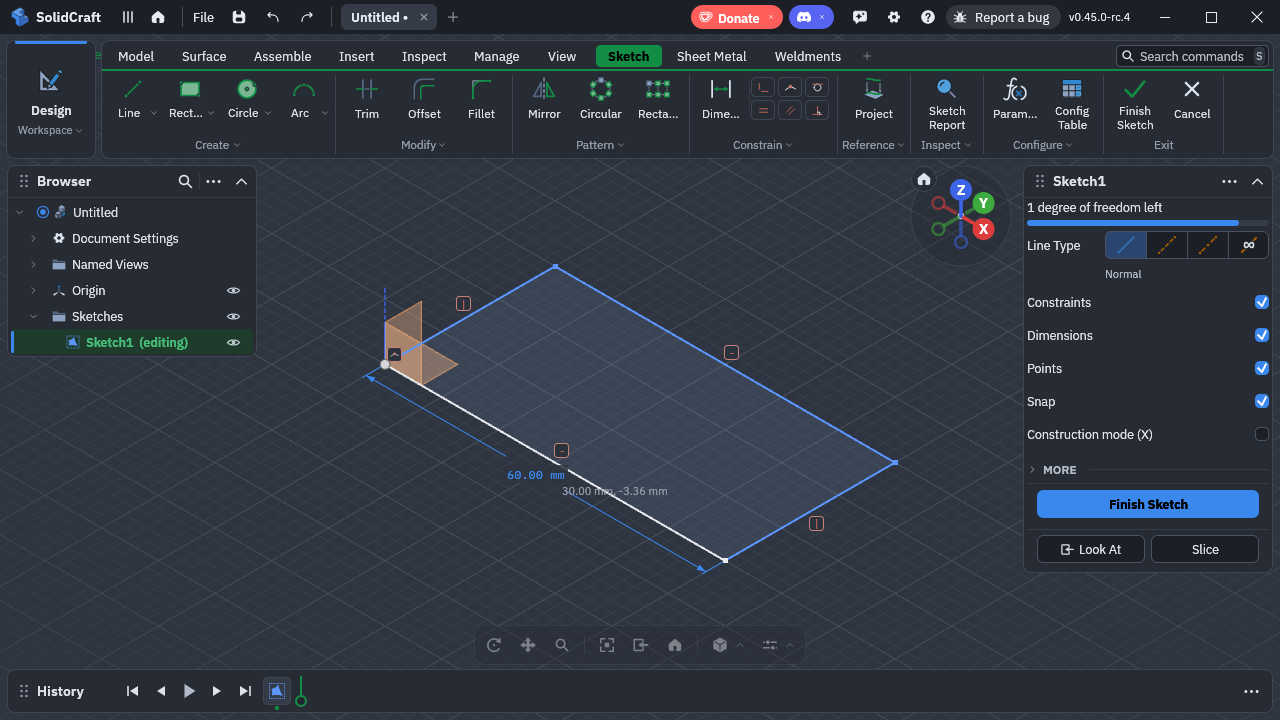 SolidCraft
File
Untitled •
Donate
Report a bug
v0.45.0-rc.4
Design
Workspace
Model
Surface
Assemble
Insert
Inspect
Manage
View
Sketch
Sheet Metal
Weldments
Search commands
S
Line
Rect...
Circle
Arc
Create
Trim
Offset
Fillet
Modify
Mirror
Circular
Recta...
Pattern
Dime...
Constrain
Project
Reference
Sketch
Report
Inspect
Param...
Config
Table
Configure
Finish
Sketch
Cancel
Exit
Browser
Untitled
Document Settings
Named Views
Origin
Sketches
Sketch1 (editing)
Z
Y
X
60.00 mm
30.00 mm, -3.36 mm
Sketch1
1 degree of freedom left
Line Type
Normal
Constraints
Dimensions
Points
Snap
Construction mode (X)
MORE
Finish Sketch
Look At
Slice
History